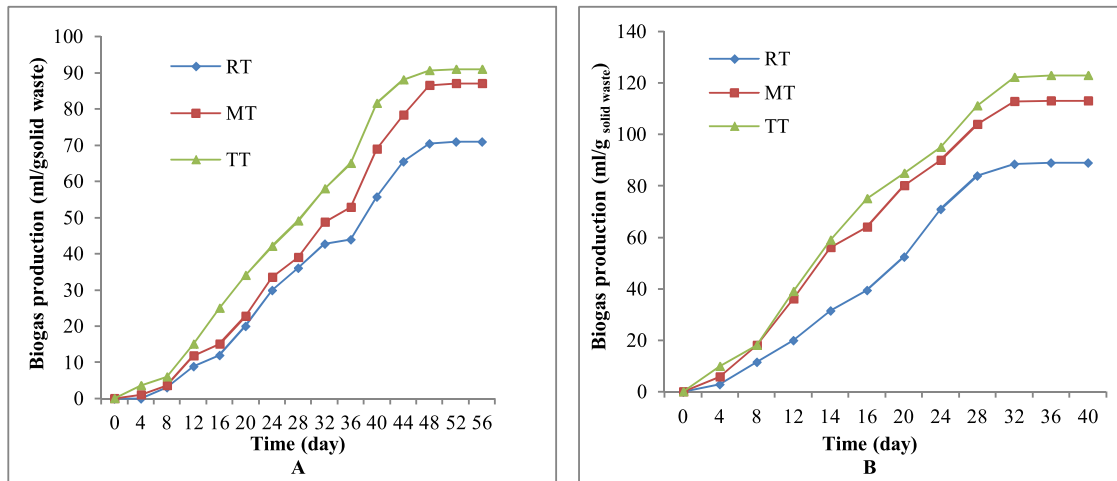 Biogas production (ml/gsolid waste)
100
90
80
70
60
50
40
30
20
10
0
RT
MT
TT
0 4 8 12 16 20 24 28 32 36 40 44 48 52 56
Time (day)
A
Biogas production (ml/g solid waste)
140
120
100
80
60
40
20
0
RT
MT
TT
0 4 8 12 14 16 20 24 28 32 36 40
Time (day)
B